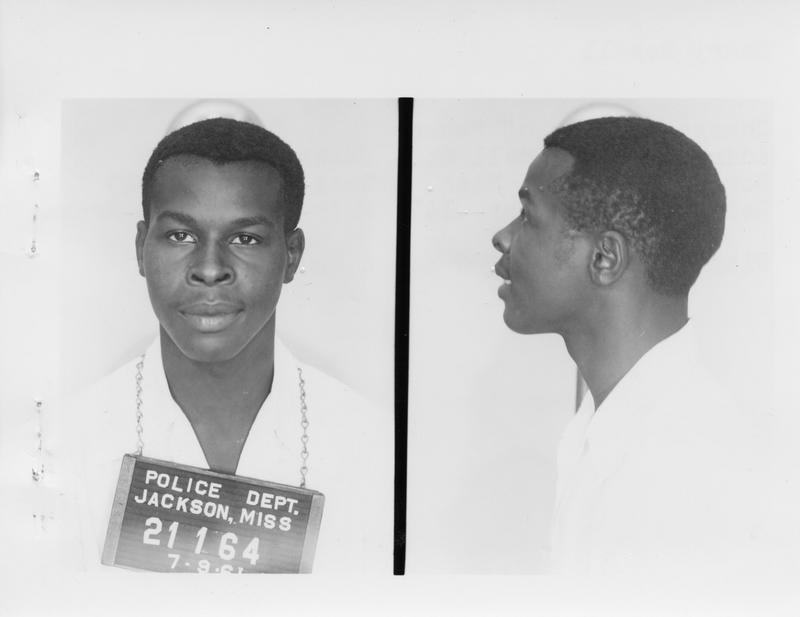 POLICE DEPT.
JACKSON, MISS
21164
7-9-61